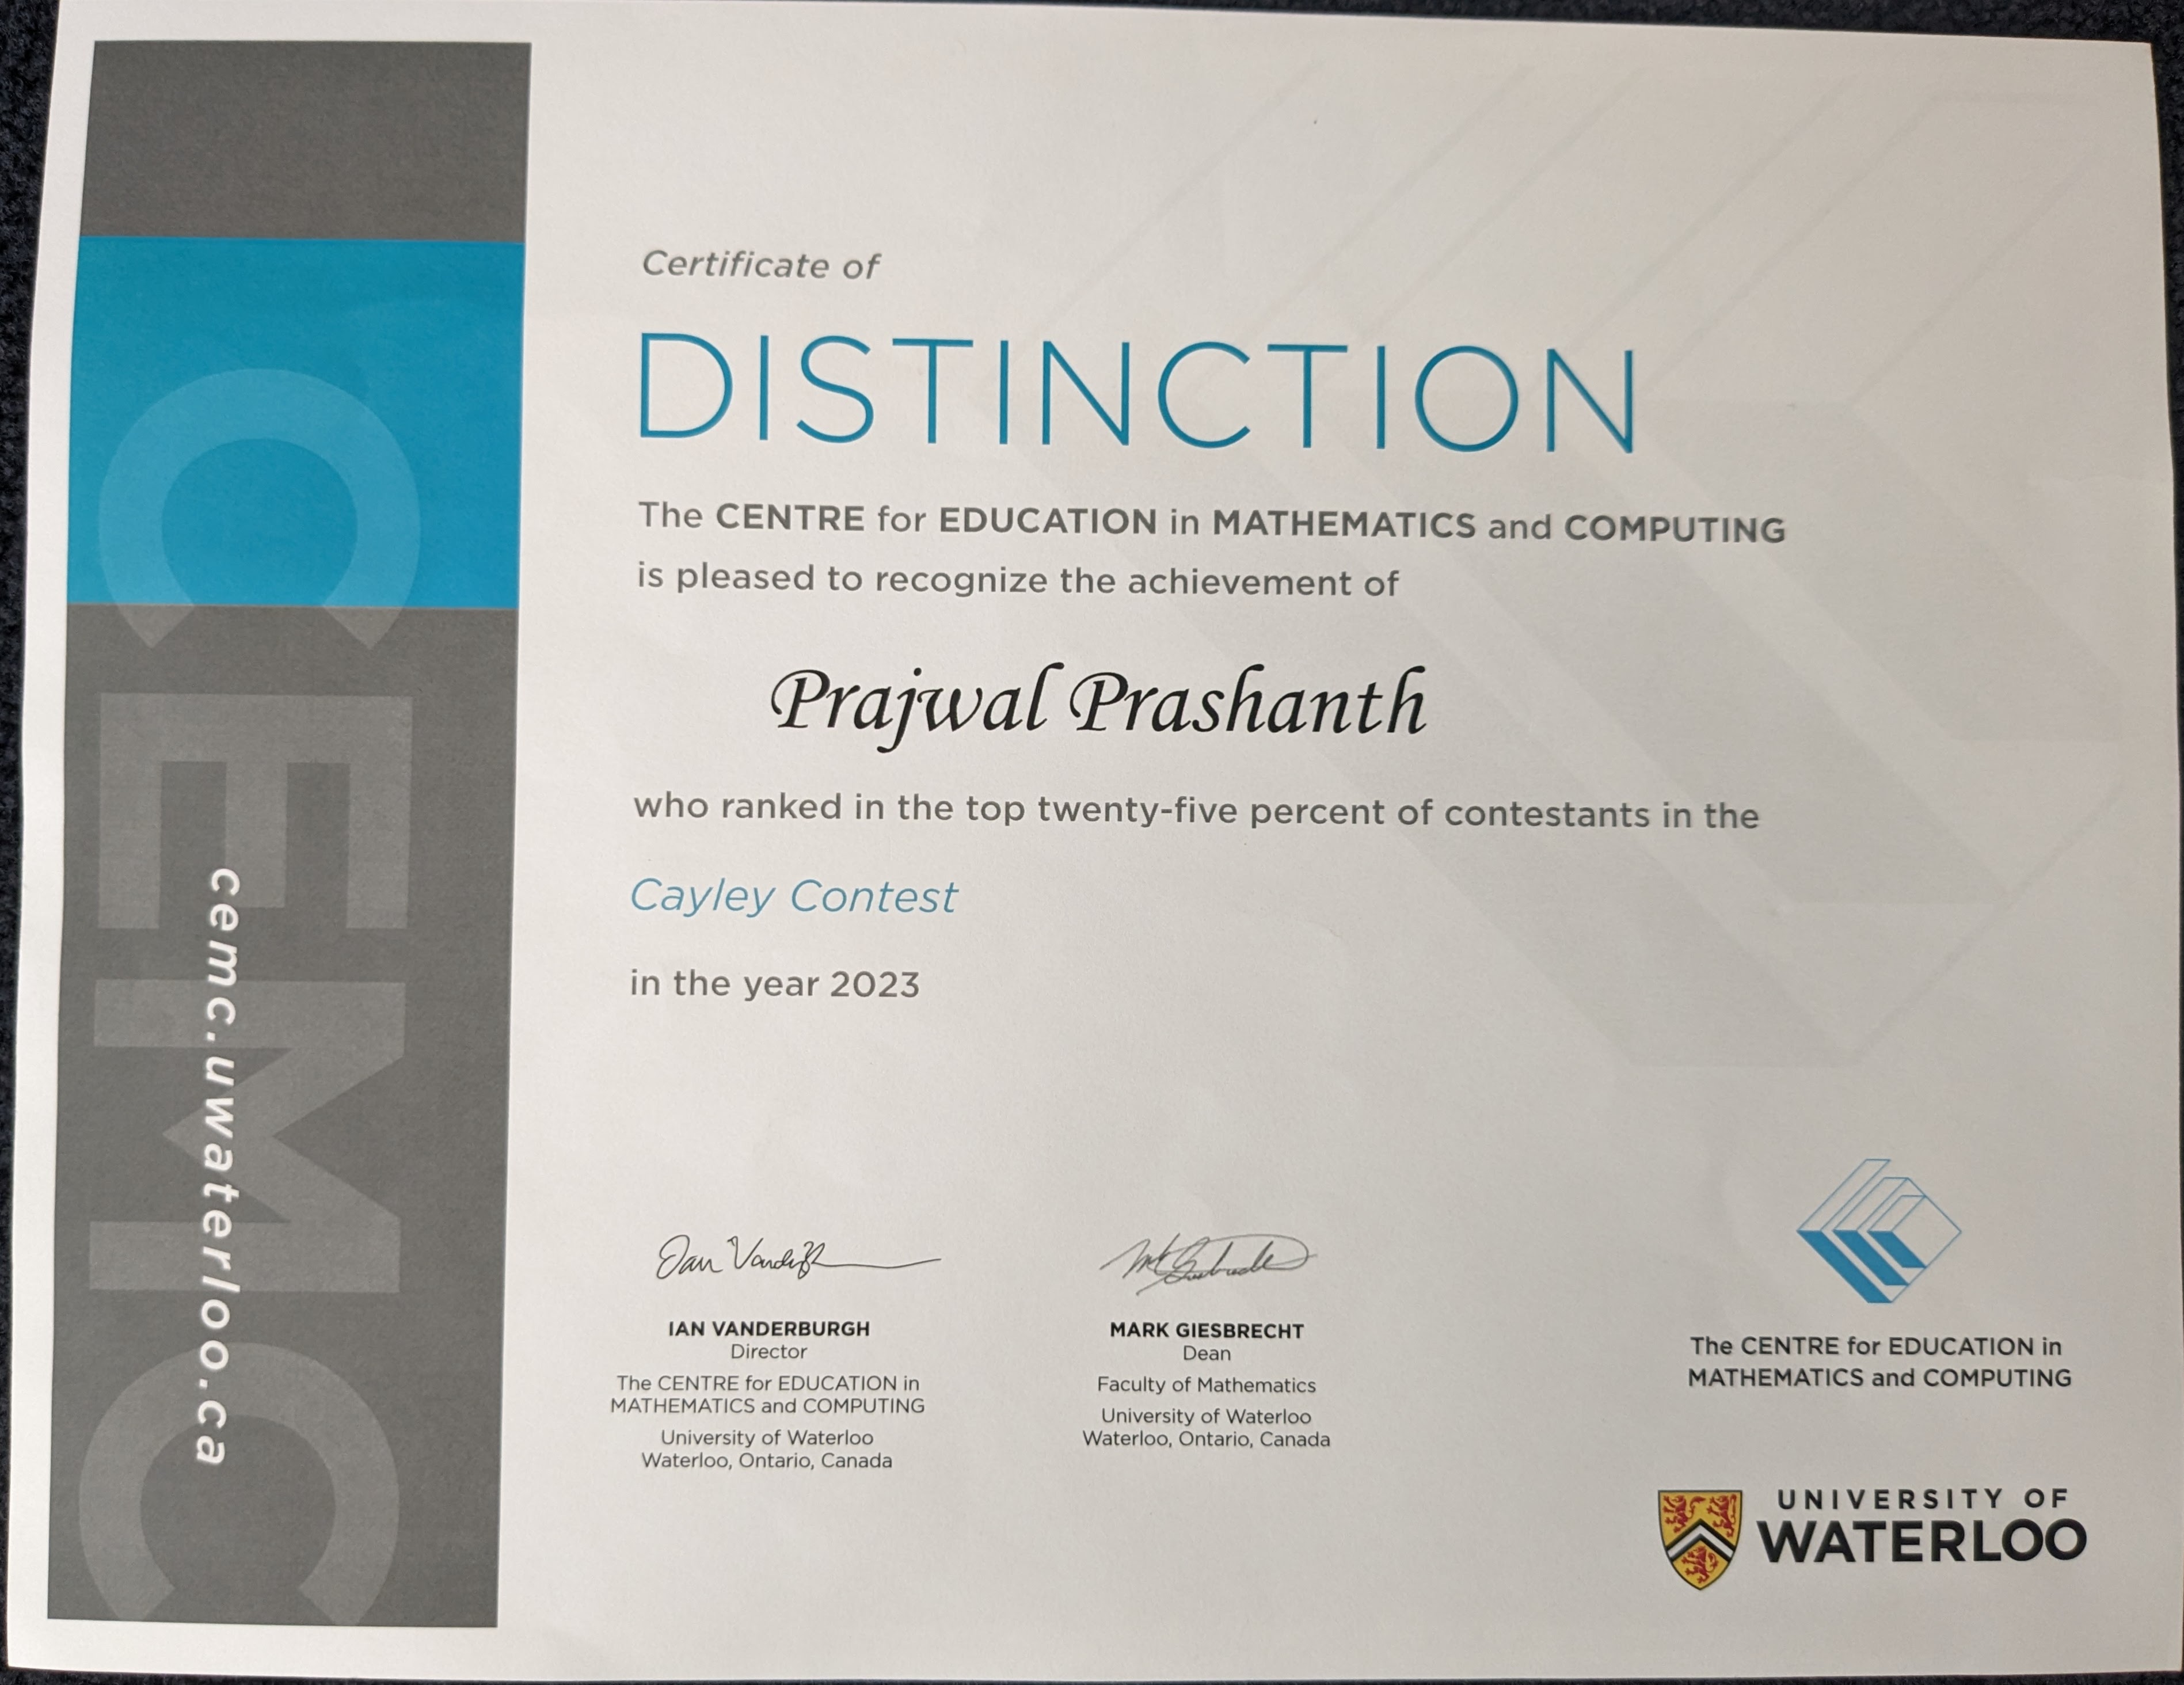 Certificate of
DISTINCTION
The CENTRE for EDUCATION in MATHEMATICS and COMPUTING
is pleased to recognize the achievement of
Prajwal Prashanth
who ranked in the top twenty-five percent of contestants in the
Cayley Contest
in the year 2023
CEMC
cemc.uwaterloo.ca
Ian Vanderburgh
IAN VANDERBURGH
Director
The CENTRE for EDUCATION in
MATHEMATICS and COMPUTING
University of Waterloo
Waterloo, Ontario, Canada
MARK GIESBRECHT
Dean
Faculty of Mathematics
University of Waterloo
Waterloo, Ontario, Canada
The CENTRE for EDUCATION in
MATHEMATICS and COMPUTING
UNIVERSITY OF
WATERLOO